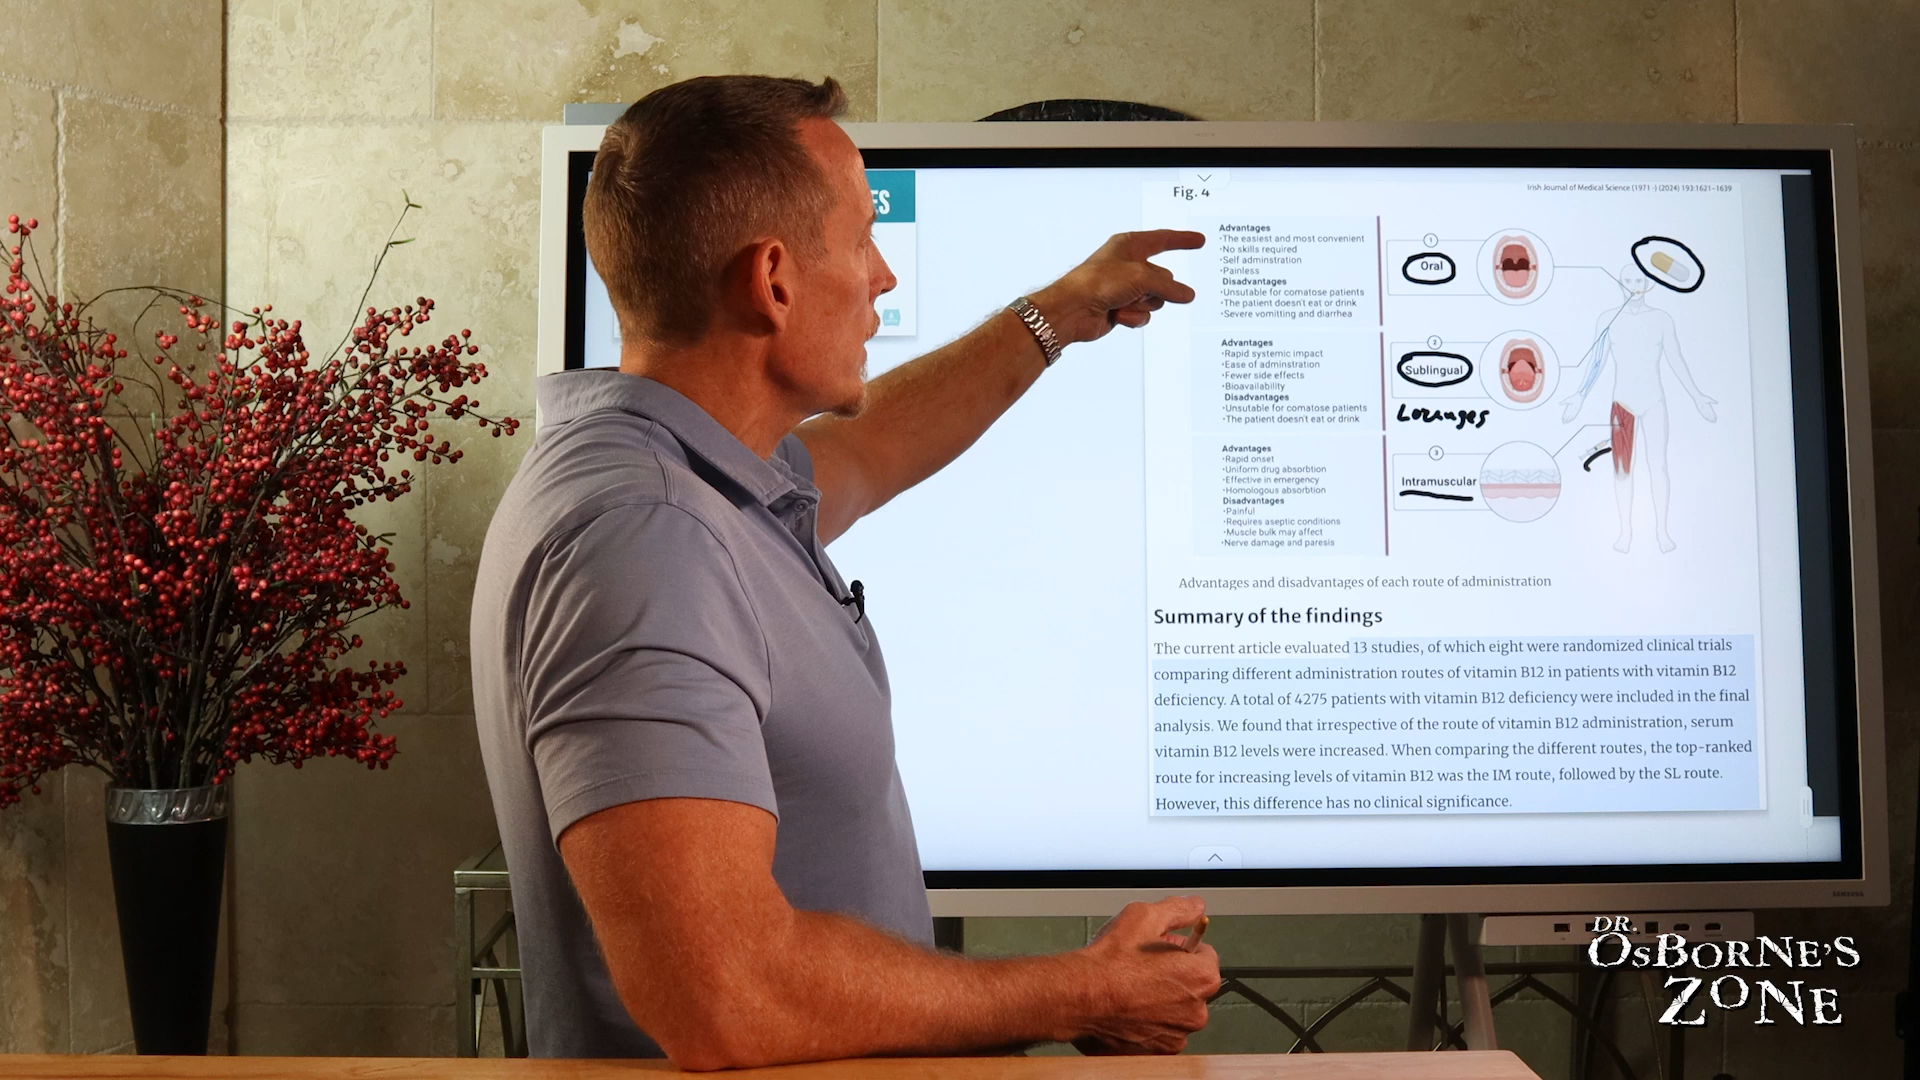 ES
Fig. 4
Irish Journal of Medical Science (1971 -) (2024) 193:1621–1639
Advantages
•The easiest and most convenient
•No skills required
•Self adminstration
•Painless
Disadvantages
•Unsutable for comatose patients
•The patient doesn't eat or drink
•Severe vomitting and diarrhea
1
Oral
Advantages
•Rapid systemic impact
•Ease of adminstration
•Fewer side effects
•Bioavailability
Disadvantages
•Unsutable for comatose patients
•The patient doesn't eat or drink
2
Sublingual
Lozenges
Advantages
•Rapid onset
•Uniform drug absorbtion
•Effective in emergency
•Homologous absorbtion
Disadvantages
•Painful
•Requires aseptic conditions
•Muscle bulk may affect
•Nerve damage and paresis
3
Intramuscular
Advantages and disadvantages of each route of administration
Summary of the findings
The current article evaluated 13 studies, of which eight were randomized clinical trials
comparing different administration routes of vitamin B12 in patients with vitamin B12
deficiency. A total of 4275 patients with vitamin B12 deficiency were included in the final
analysis. We found that irrespective of the route of vitamin B12 administration, serum
vitamin B12 levels were increased. When comparing the different routes, the top-ranked
route for increasing levels of vitamin B12 was the IM route, followed by the SL route.
However, this difference has no clinical significance.
SAMSUNG
DR.
OSBORNE'S
ZONE